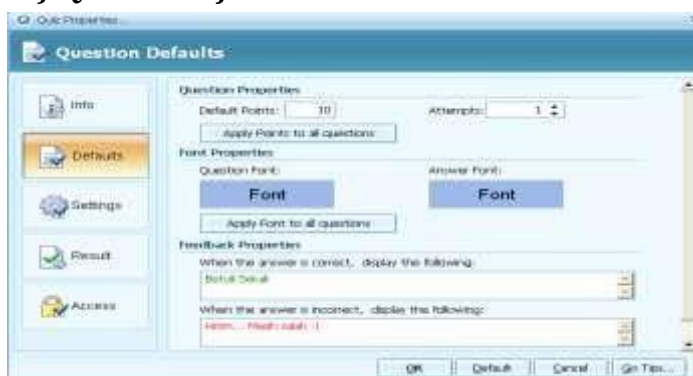 Quiz Properties...
Question Defaults
Info
Defaults
Settings
Result
Access
Question Properties
Default Points: 10
Attempts: 1
Apply Points to all questions
Font Properties
Question Font:
Answer Font:
Font
Font
Apply Font to all questions
Feedback Properties
When the answer is correct, display the following:
Betul Sekali
When the answer is incorrect, display the following:
Hmm... Masih salah :(
OK
Default
Cancel